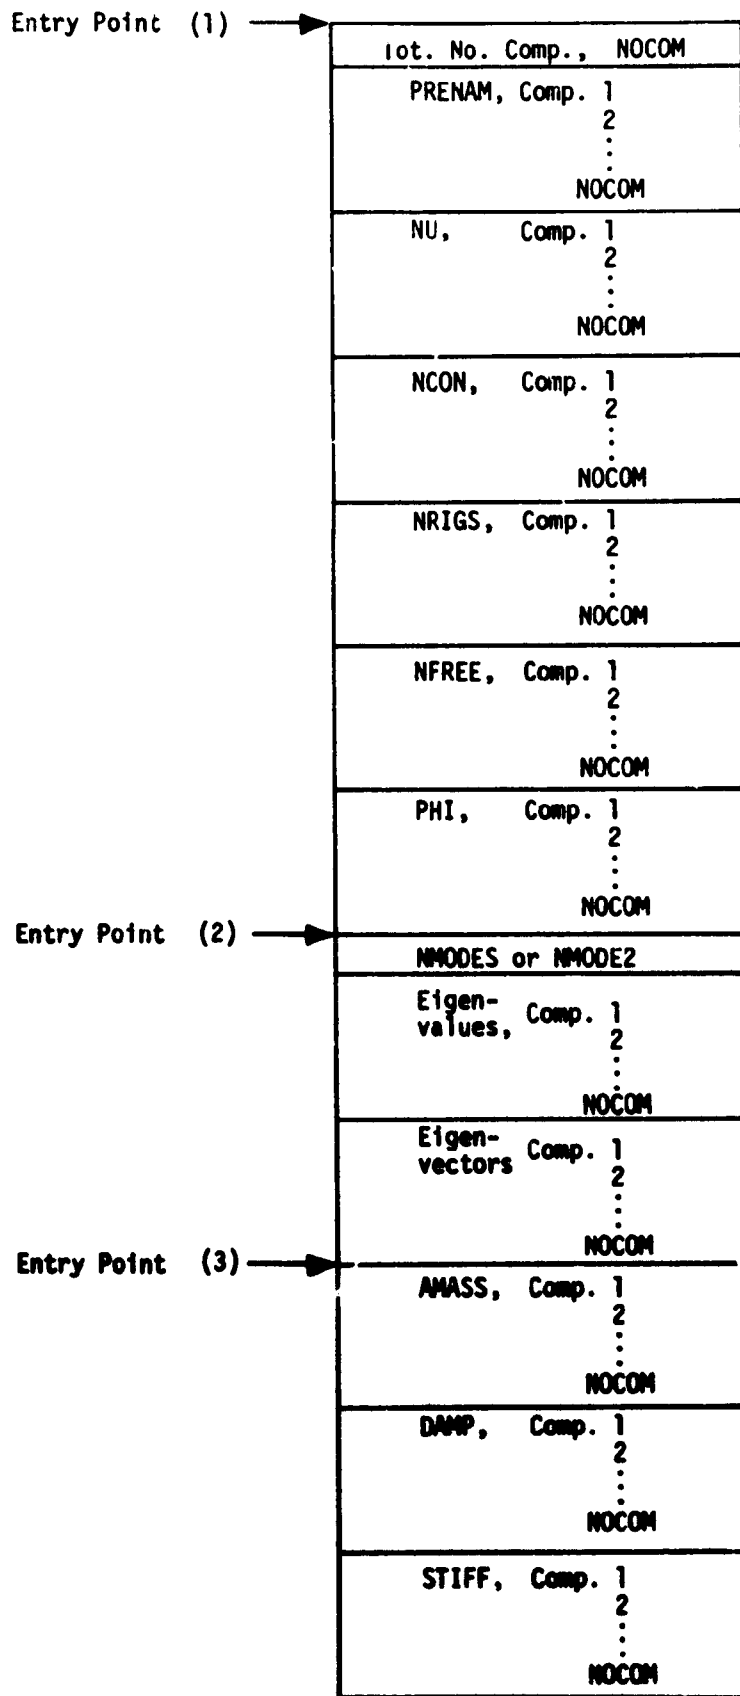 Entry Point (1)
Tot. No. Comp., NOCOM
PRENAM, Comp. 1
2
.
.
.
NOCOM
NU, Comp. 1
2
.
.
.
NOCOM
NCON, Comp. 1
2
.
.
.
NOCOM
NRIGS, Comp. 1
2
.
.
.
NOCOM
NFREE, Comp. 1
2
.
.
.
NOCOM
PHI, Comp. 1
2
.
.
.
NOCOM
Entry Point (2)
NMODES or NMODE2
Eigen-
values, Comp. 1
2
.
.
.
NOCOM
Eigen-
vectors Comp. 1
2
.
.
.
NOCOM
Entry Point (3)
AMASS, Comp. 1
2
.
.
.
NOCOM
DAMP, Comp. 1
2
.
.
.
NOCOM
STIFF, Comp. 1
2
.
.
.
NOCOM